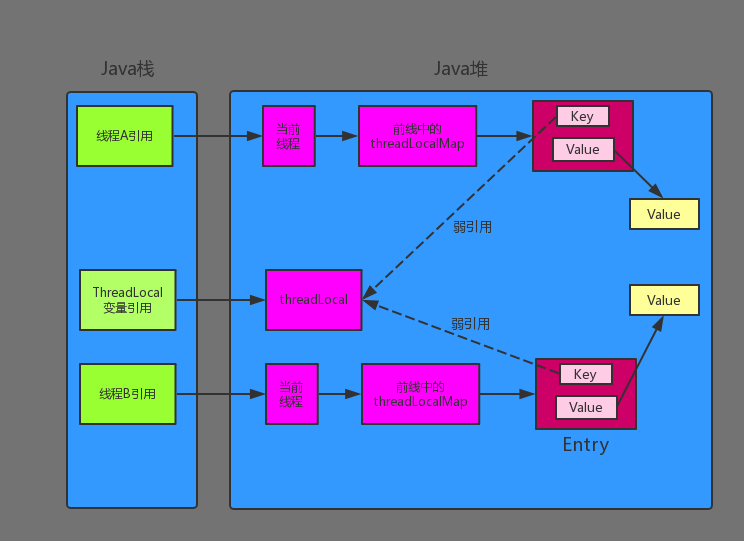 Java栈
Java堆
线程A引用
当前
线程
前线中的
threadLocalMap
Key
Value
Value
弱引用
ThreadLocal
变量引用
threadLocal
Value
弱引用
线程B引用
当前
线程
前线中的
threadLocalMap
Key
Value
Entry